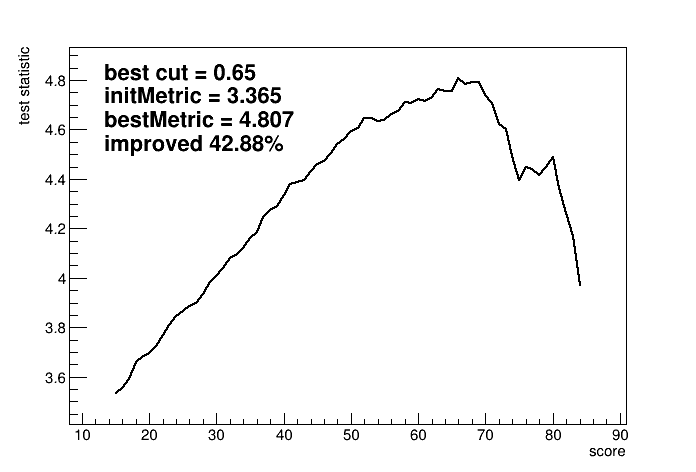 test statistic
best cut = 0.65
initMetric = 3.365
bestMetric = 4.807
improved 42.88%
4.8
4.6
4.4
4.2
4
3.8
3.6
10 20 30 40 50 60 70 80 90
score